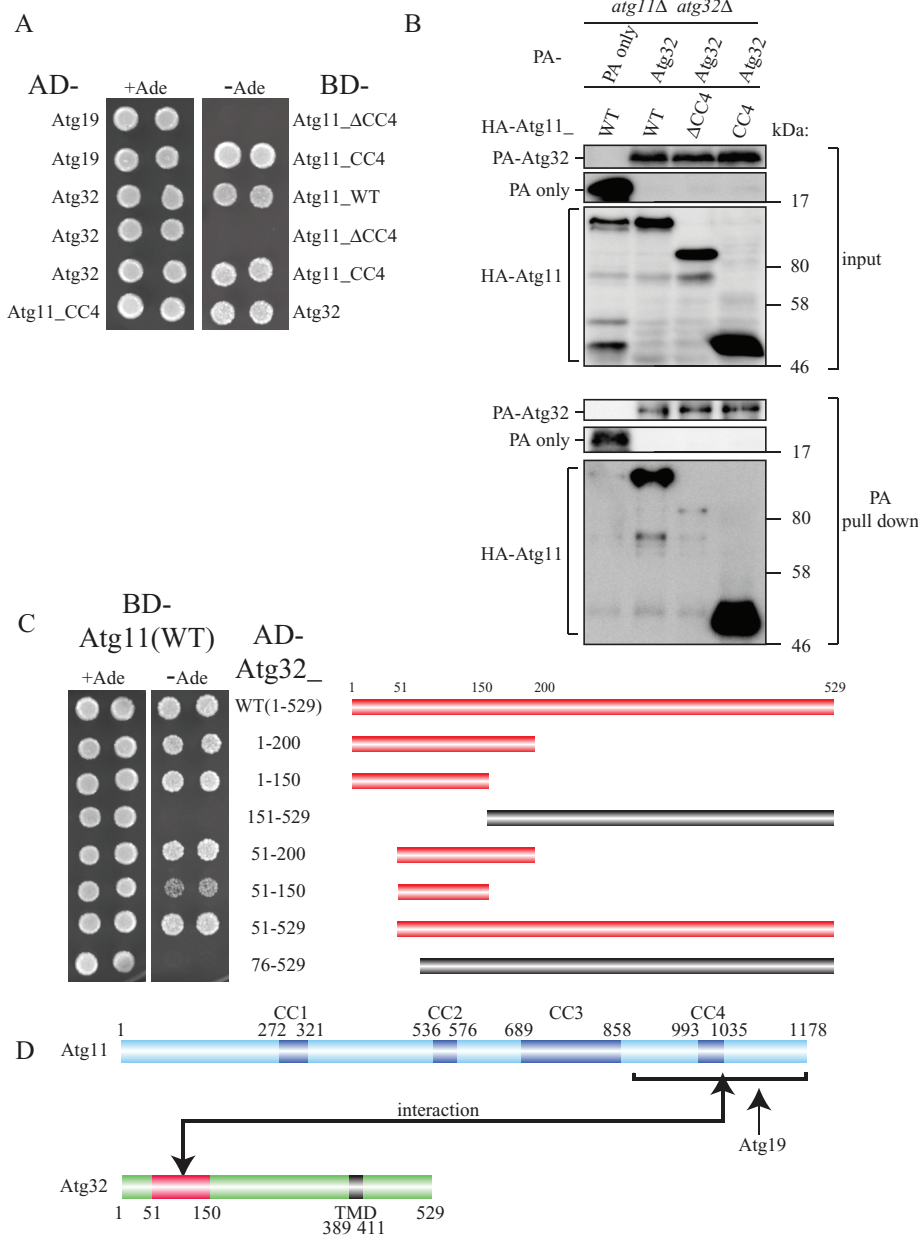 A
AD-
+Ade
-Ade
BD-
Atg19
Atg11_ΔCC4
Atg19
Atg11_CC4
Atg32
Atg11_WT
Atg32
Atg11_ΔCC4
Atg32
Atg11_CC4
Atg11_CC4
Atg32
B
atg11Δ atg32Δ
PA-
PA only
Atg32
Atg32
Atg32
HA-Atg11_
WT
WT
ΔCC4
CC4
kDa:
PA-Atg32
PA only
17
HA-Atg11
80
58
46
input
PA-Atg32
PA only
17
HA-Atg11
80
58
46
PA
pull down
C
BD-
Atg11(WT)
AD-
Atg32_
+Ade
-Ade
1 51 150 200 529
WT(1-529)
1-200
1-150
151-529
51-200
51-150
51-529
76-529
D
CC1 CC2 CC3 CC4
1 272 321 536 576 689 858 993 1035 1178
Atg11
interaction
Atg19
Atg32
1 51 150 TMD 529
389 411